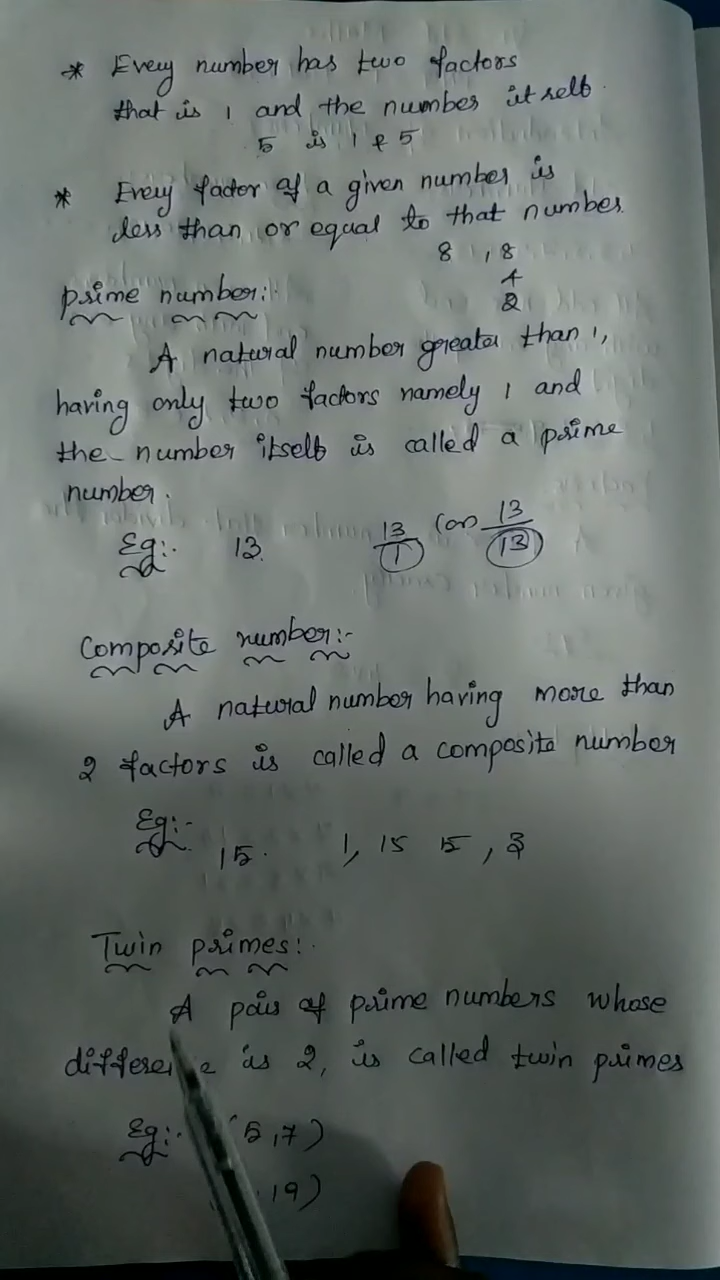 * Every number has two factors
that is 1 and the number itself.
5 is 1 & 5
* Every factor of a given number is
less than or equal to that number.
8 1, 8
4
2
prime number:-
A natural number greater than 1,
having only two factors namely 1 and
the number itself is called a prime
number.
Eg:- 13. 13/1 (or) 13/13
Composite number:-
A natural number having more than
2 factors is called a composite number
Eg:-
15. 1, 15 5, 3
Twin primes:-
A pair of prime numbers whose
is 2, is called twin primes
Eg:- (5,7)
, 19)